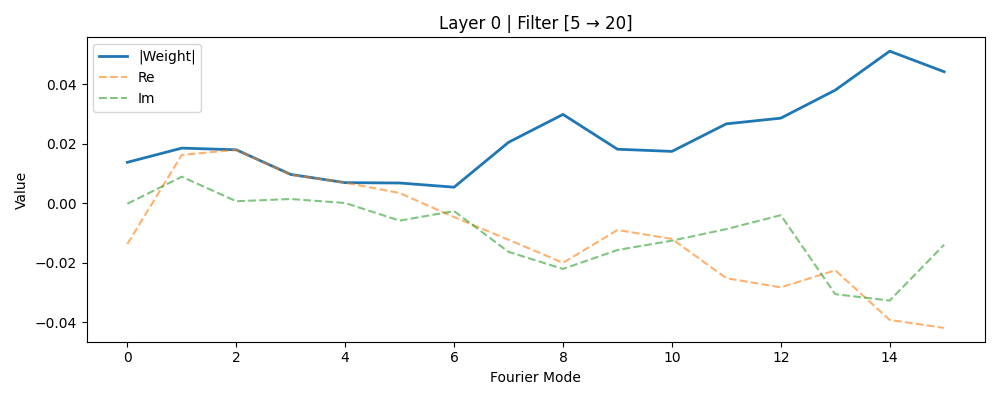 Layer 0 | Filter [5 → 20]
|Weight|
Re
Im
0.04
0.02
0.00
−0.02
−0.04
Value
0 2 4 6 8 10 12 14
Fourier Mode